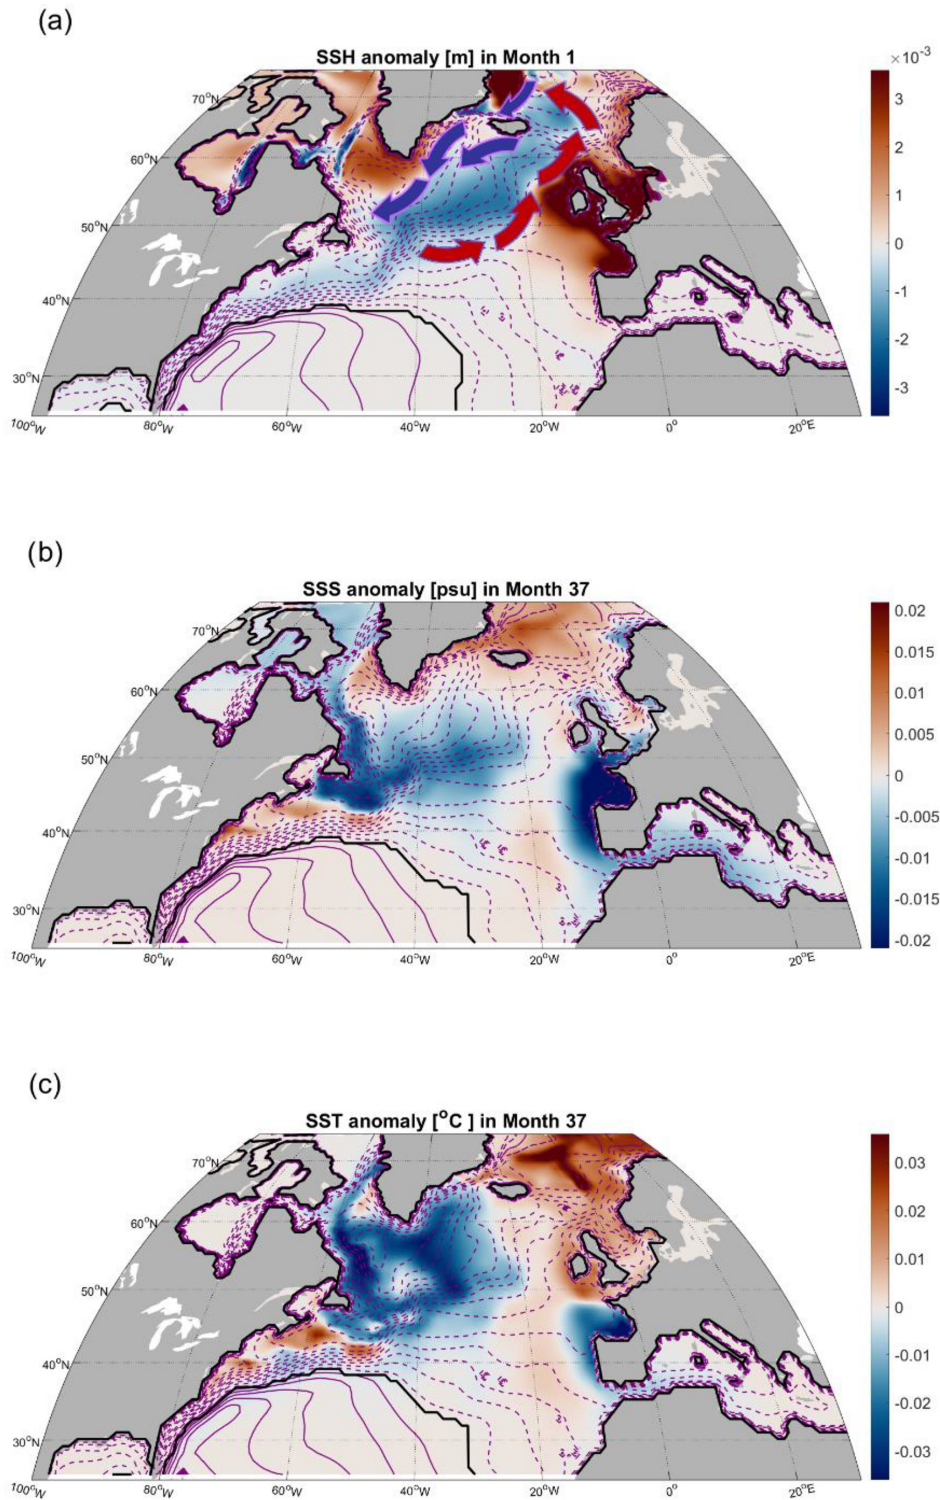 (a)
SSH anomaly [m] in Month 1
×10⁻³
70°N
60°N
50°N
40°N
30°N
100°W
80°W
60°W
40°W
20°W
0°
20°E
3
2
1
0
-1
-2
-3
(b)
SSS anomaly [psu] in Month 37
70°N
60°N
50°N
40°N
30°N
100°W
80°W
60°W
40°W
20°W
0°
20°E
0.02
0.015
0.01
0.005
0
-0.005
-0.01
-0.015
-0.02
(c)
SST anomaly [°C ] in Month 37
70°N
60°N
50°N
40°N
30°N
100°W
80°W
60°W
40°W
20°W
0°
20°E
0.03
0.02
0.01
0
-0.01
-0.02
-0.03